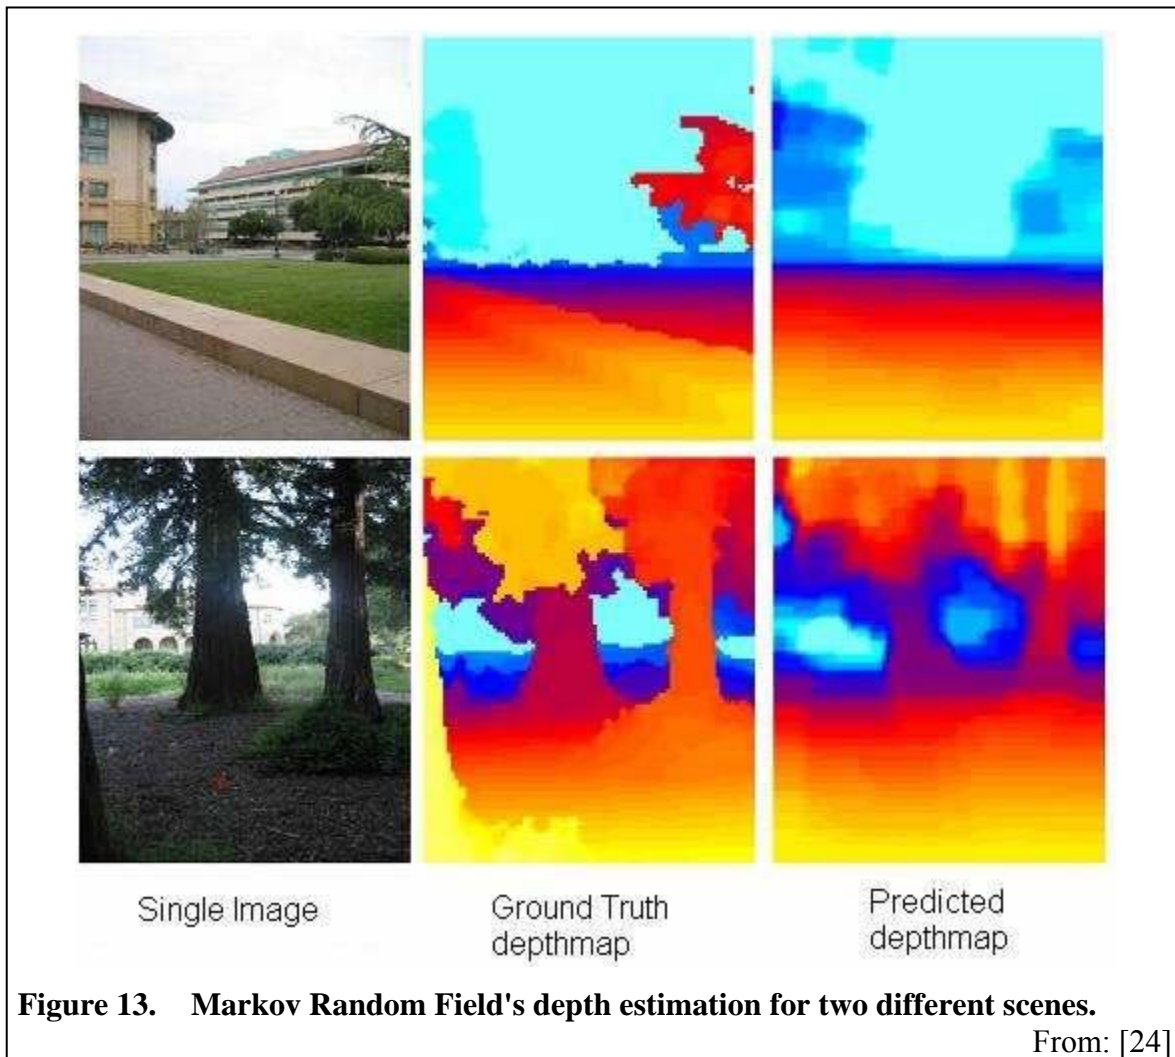 Single Image
Ground Truth
depthmap
Predicted
depthmap
Figure 13. Markov Random Field's depth estimation for two different scenes.
From: [24]